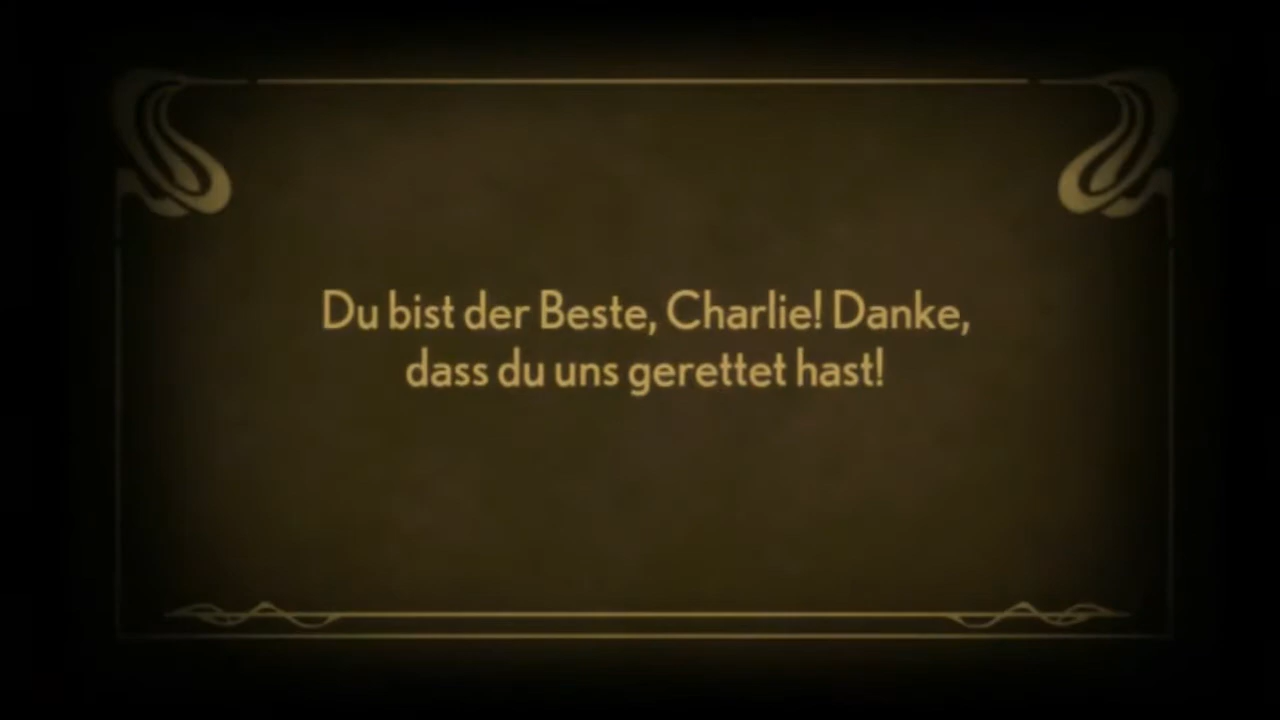 Du bist der Beste, Charlie! Danke,
dass du uns gerettet hast!